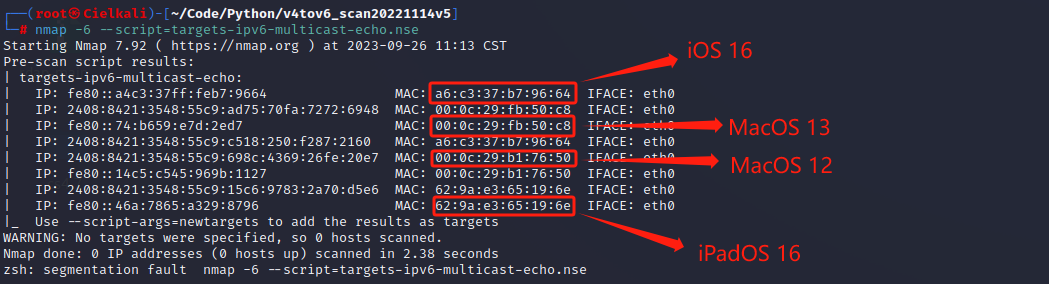 ┌──(root㉿Cielkali)-[~/Code/Python/v4tov6_scan20221114v5]
└─# nmap -6 --script=targets-ipv6-multicast-echo.nse
Starting Nmap 7.92 ( https://nmap.org ) at 2023-09-26 11:13 CST
Pre-scan script results:
| targets-ipv6-multicast-echo:
|   IP: fe80::a4c3:37ff:feb7:9664                MAC: a6:c3:37:b7:96:64  IFACE: eth0
iOS 16
|   IP: 2408:8421:3548:55c9:ad75:70fa:7272:6948  MAC: 00:0c:29:fb:50:c8  IFACE: eth0
|   IP: fe80::74:b659:e7d:2ed7                   MAC: 00:0c:29:fb:50:c8  IFACE: eth0
MacOS 13
|   IP: 2408:8421:3548:55c9:c518:250:f287:2160   MAC: a6:c3:37:b7:96:64  IFACE: eth0
|   IP: 2408:8421:3548:55c9:698c:4369:26fe:20e7  MAC: 00:0c:29:b1:76:50  IFACE: eth0
MacOS 12
|   IP: fe80::14c5:c545:969b:1127                MAC: 00:0c:29:b1:76:50  IFACE: eth0
|   IP: 2408:8421:3548:55c9:15c6:9783:2a70:d5e6  MAC: 62:9a:e3:65:19:6e  IFACE: eth0
|   IP: fe80::46a:7865:a329:8796                 MAC: 62:9a:e3:65:19:6e  IFACE: eth0
iPadOS 16
|_  Use --script-args=newtargets to add the results as targets
WARNING: No targets were specified, so 0 hosts scanned.
Nmap done: 0 IP addresses (0 hosts up) scanned in 2.38 seconds
zsh: segmentation fault  nmap -6 --script=targets-ipv6-multicast-echo.nse